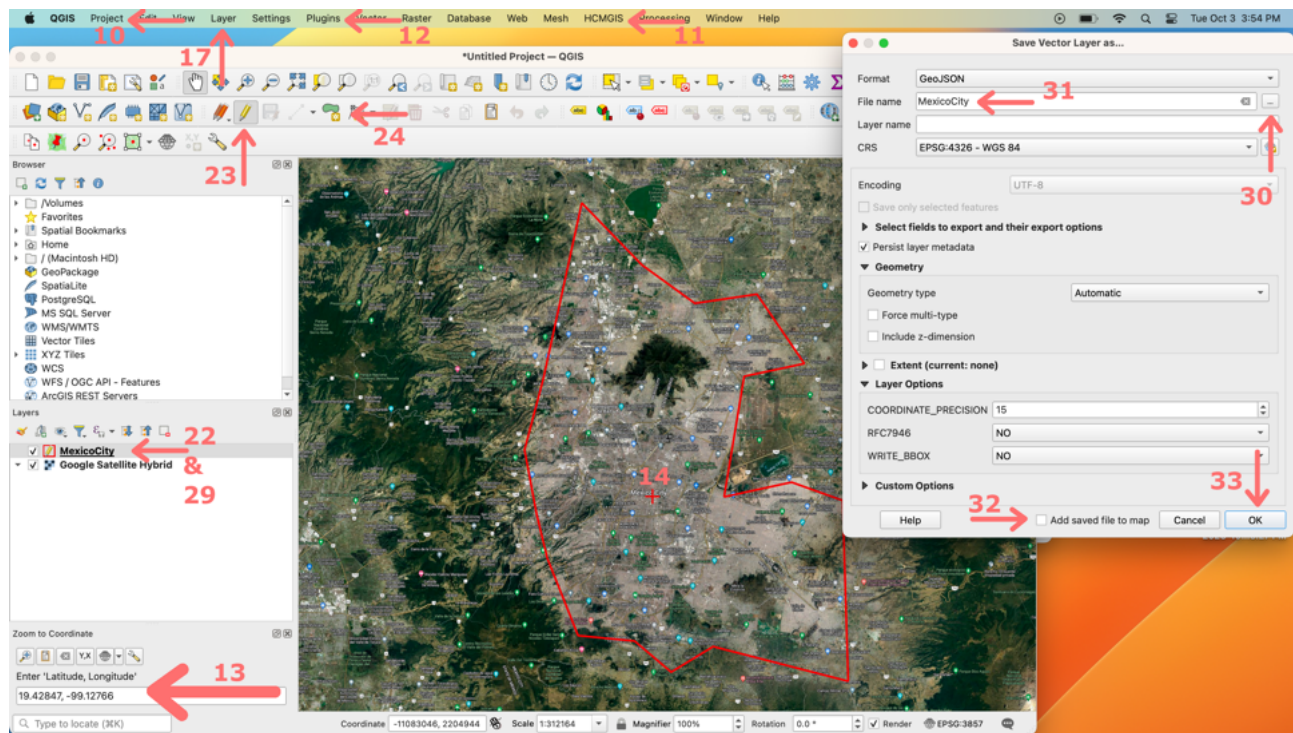 QGIS Project Edit View Layer Settings Plugins Vector Raster Database Web Mesh HCMGIS Processing Window Help Tue Oct 3 3:54 PM
10
17
12
11
*Untitled Project — QGIS
24
23
Browser
/Volumes
Favorites
Spatial Bookmarks
Home
/ (Macintosh HD)
GeoPackage
SpatiaLite
PostgreSQL
MS SQL Server
WMS/WMTS
Vector Tiles
XYZ Tiles
WCS
WFS / OGC API - Features
ArcGIS REST Servers
Layers
22
MexicoCity
Google Satellite Hybrid
&
29
14
Zoom to Coordinate
Y,X
13
Enter 'Latitude, Longitude'
19.42847, -99.12766
Type to locate (⌘K)
Coordinate -11083046, 2204944 Scale 1:312164 Magnifier 100% Rotation 0.0 ° Render EPSG:3857
Save Vector Layer as...
Format GeoJSON
File name MexicoCity ...
31
Layer name
CRS EPSG:4326 - WGS 84
30
Encoding UTF-8
Save only selected features
Select fields to export and their export options
Persist layer metadata
Geometry
Geometry type Automatic
Force multi-type
Include z-dimension
Extent (current: none)
Layer Options
COORDINATE_PRECISION 15
RFC7946 NO
WRITE_BBOX NO
Custom Options
33
32
Help Add saved file to map Cancel OK